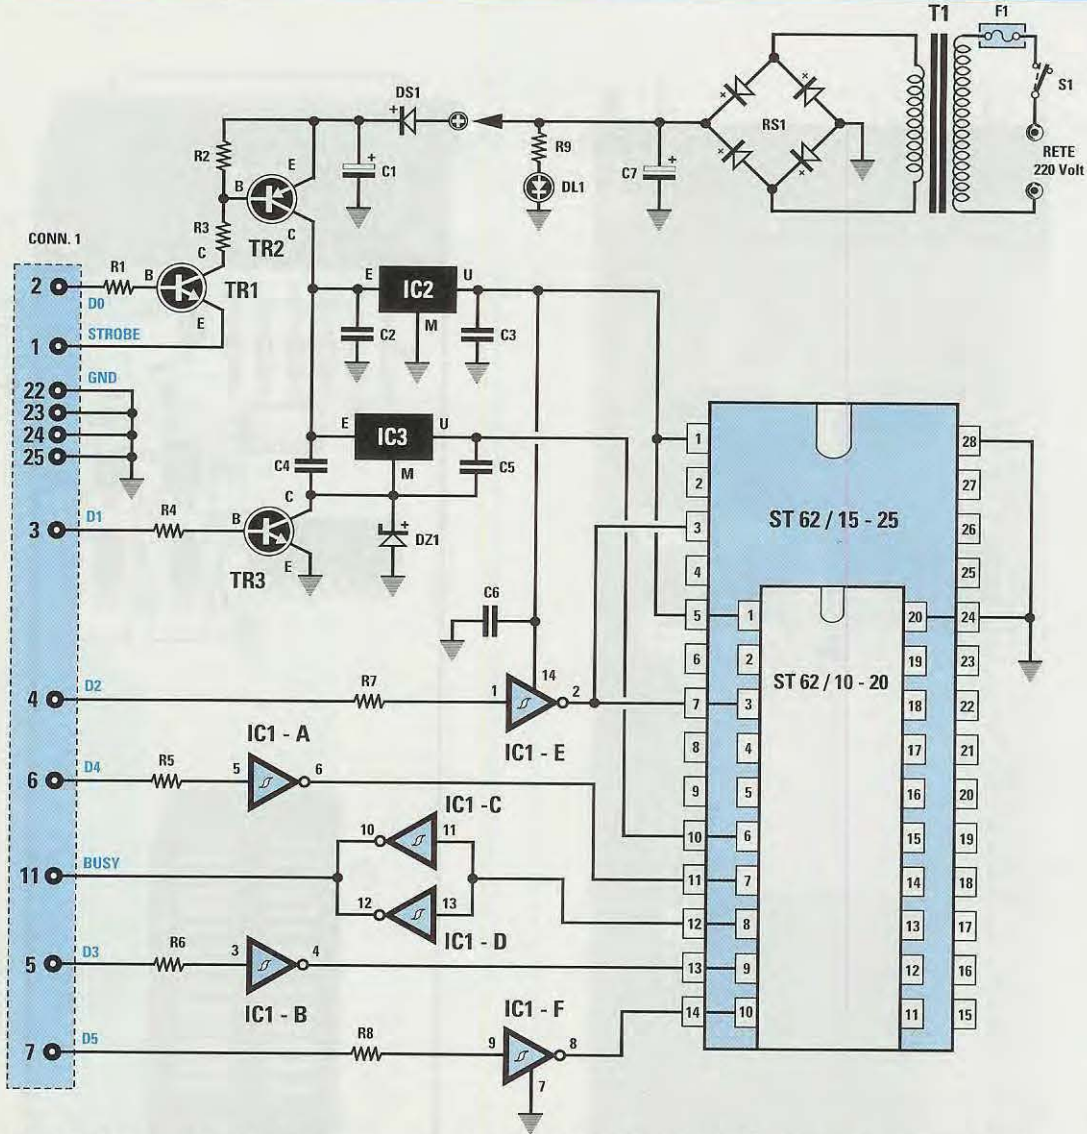 T1
F1
S1
RETE
220 Volt
RS1
DS1
+
+
R9
DL1
+
C7
+
C1
R2
R3
E
B
C
TR2
CONN. 1
2
D0
R1
B
C
E
TR1
1
STROBE
22
GND
23
24
25
E
IC2
U
M
C2
C3
E
IC3
U
M
C4
C5
3
D1
R4
B
C
E
TR3
+
DZ1
C6
4
D2
R7
1
14
2
IC1 - E
6
D4
R5
5
6
IC1 - A
11
BUSY
10
11
IC1 -C
12
13
IC1 - D
5
D3
R6
3
4
IC1 - B
7
D5
R8
9
8
7
IC1 - F
ST 62 / 15 - 25
1
2
3
4
5
6
7
8
9
10
11
12
13
14
28
27
26
25
24
23
22
21
20
19
18
17
16
15
ST 62 / 10 - 20
1
2
3
4
5
6
7
8
9
10
20
19
18
17
16
15
14
13
12
11